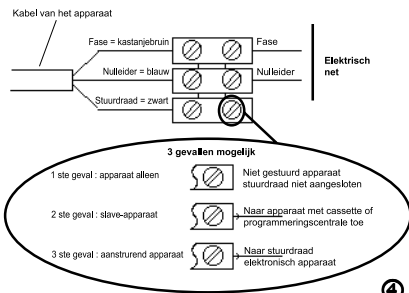 Kabel van het apparaat
Fase = kastanjebruin
Fase
Nulleider = blauw
Nulleider
Elektrisch
net
Stuurdraad = zwart
3 gevallen mogelijk
1 ste geval : apparaat alleen
Niet gestuurd apparaat
stuurdraad niet aangesloten
2 ste geval : slave-apparaat
Naar apparaat met cassette of
programmeringscentrale toe
3 ste geval : aansturend apparaat
Naar stuurdraad
elektronisch apparaat
④